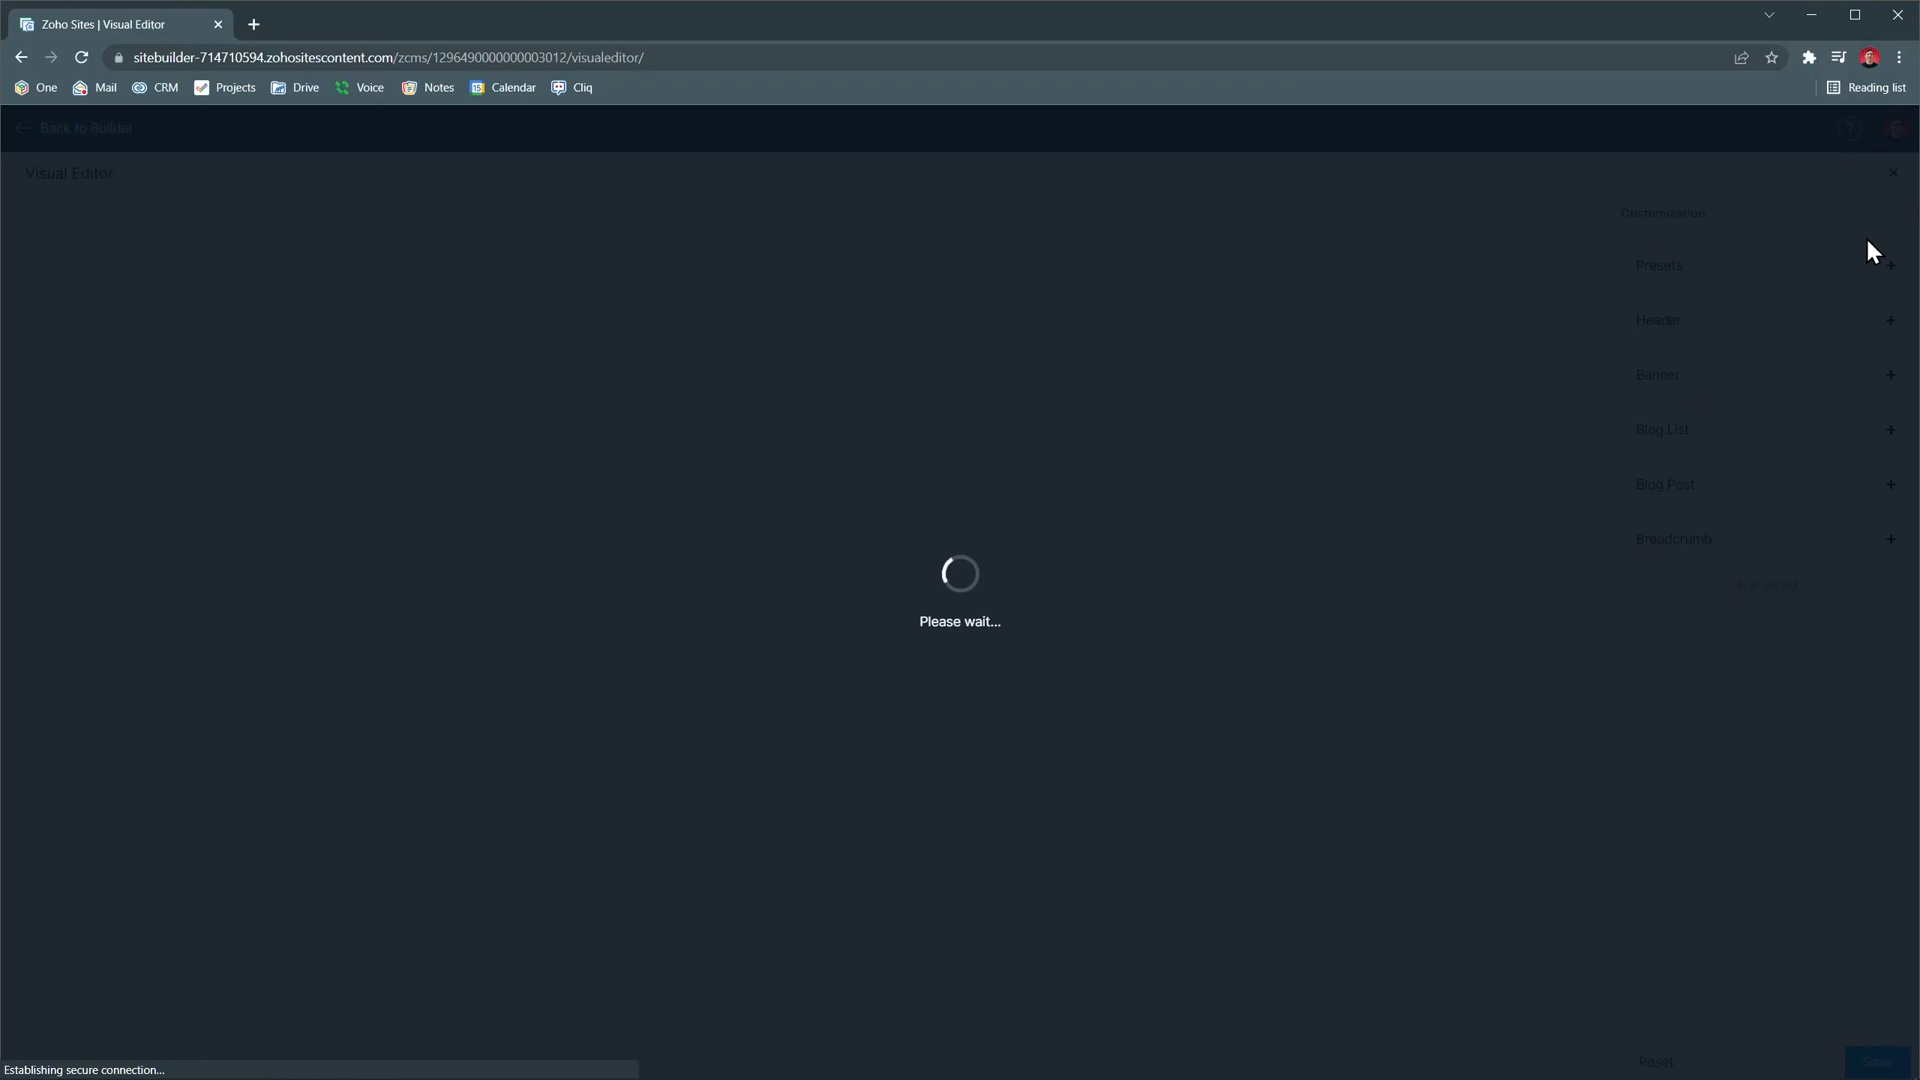 Zoho Sites | Visual Editor
sitebuilder-714710594.zohositescontent.com/zcms/1296490000000003012/visualeditor/
One Mail CRM Projects Drive Voice Notes 15 Calendar Cliq Reading list
Back to Builder ?
Visual Editor
Customization
Presets +
Header +
Banner +
Blog List +
Blog Post +
Breadcrumb +
Please wait...
Reset Save
Establishing secure connection...